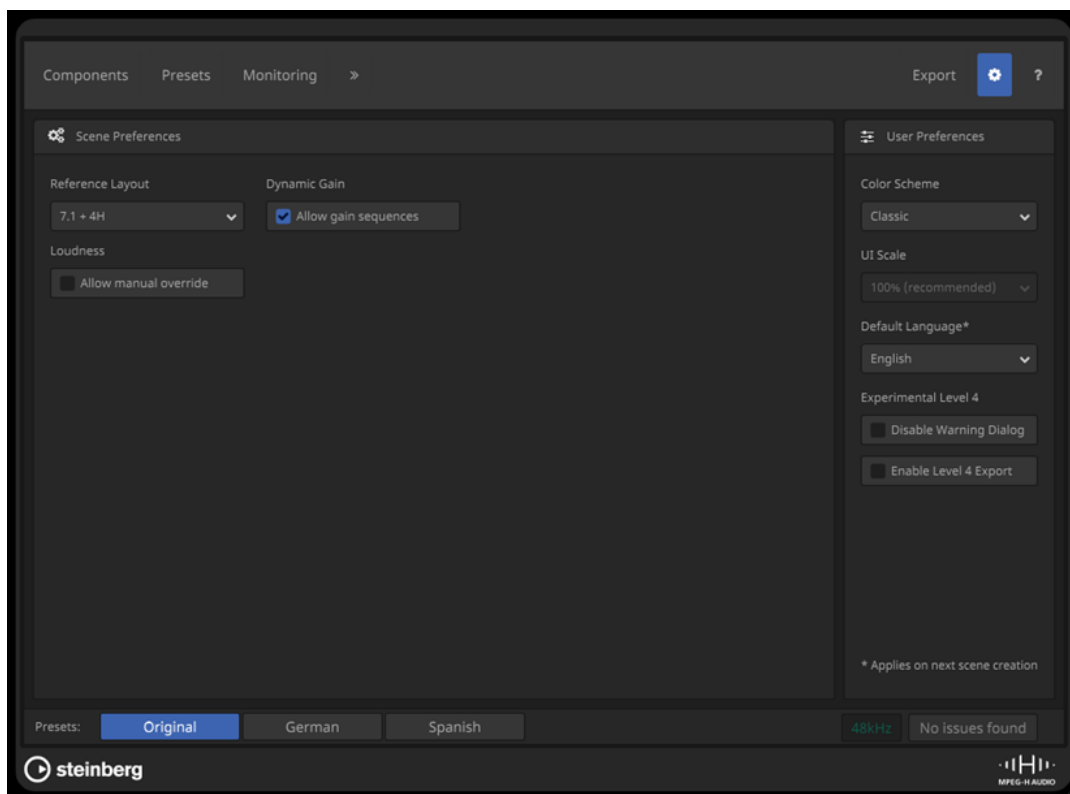 Components Presets Monitoring » Export ?
Scene Preferences
Reference Layout Dynamic Gain
7.1 + 4H Allow gain sequences
Loudness
Allow manual override
User Preferences
Color Scheme
Classic
UI Scale
100% (recommended)
Default Language*
English
Experimental Level 4
Disable Warning Dialog
Enable Level 4 Export
* Applies on next scene creation
Presets: Original German Spanish 48kHz No issues found
steinberg
MPEG-H AUDIO